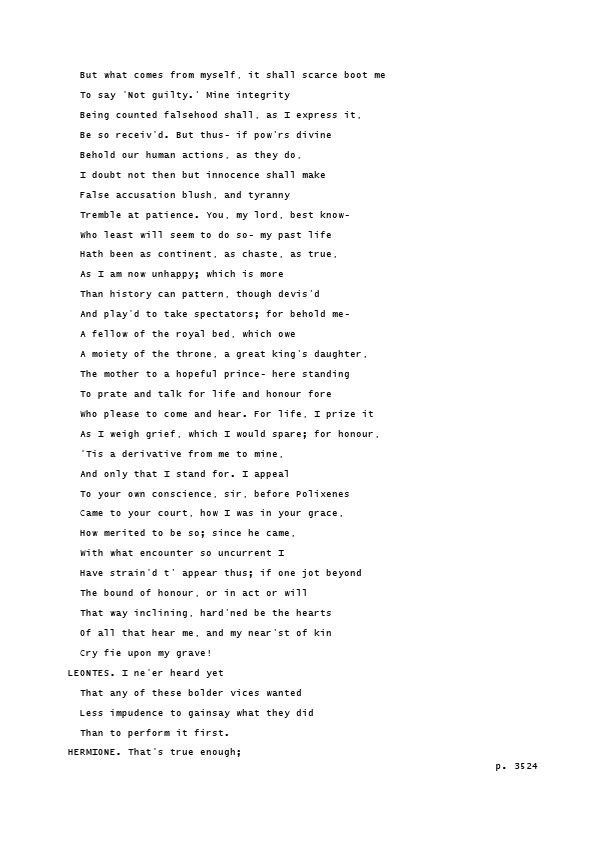 But what comes from myself, it shall scarce boot me
To say 'Not guilty.' Mine integrity
Being counted falsehood shall, as I express it,
Be so receiv'd. But thus- if pow'rs divine
Behold our human actions, as they do,
I doubt not then but innocence shall make
False accusation blush, and tyranny
Tremble at patience. You, my lord, best know-
Who least will seem to do so- my past life
Hath been as continent, as chaste, as true,
As I am now unhappy; which is more
Than history can pattern, though devis'd
And play'd to take spectators; for behold me-
A fellow of the royal bed, which owe
A moiety of the throne, a great king's daughter,
The mother to a hopeful prince- here standing
To prate and talk for life and honour fore
Who please to come and hear. For life, I prize it
As I weigh grief, which I would spare; for honour,
'Tis a derivative from me to mine,
And only that I stand for. I appeal
To your own conscience, sir, before Polixenes
Came to your court, how I was in your grace,
How merited to be so; since he came,
With what encounter so uncurrent I
Have strain'd t' appear thus; if one jot beyond
The bound of honour, or in act or will
That way inclining, hard'ned be the hearts
Of all that hear me, and my near'st of kin
Cry fie upon my grave!
LEONTES. I ne'er heard yet
That any of these bolder vices wanted
Less impudence to gainsay what they did
Than to perform it first.
HERMIONE. That's true enough;
p. 3524